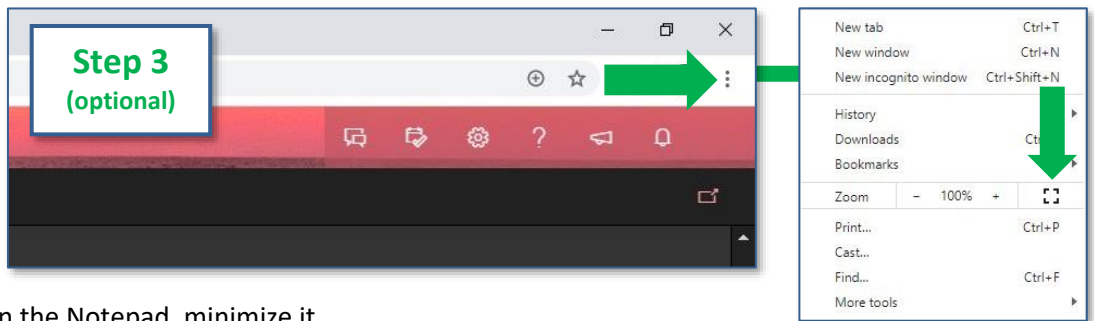 Step 3
(optional)
New tab Ctrl+T
New window Ctrl+N
New incognito window Ctrl+Shift+N
History
Downloads
Bookmarks
Zoom - 100% +
Print... Ctrl+P
Cast...
Find... Ctrl+F
More tools
the Notepad, minimize it